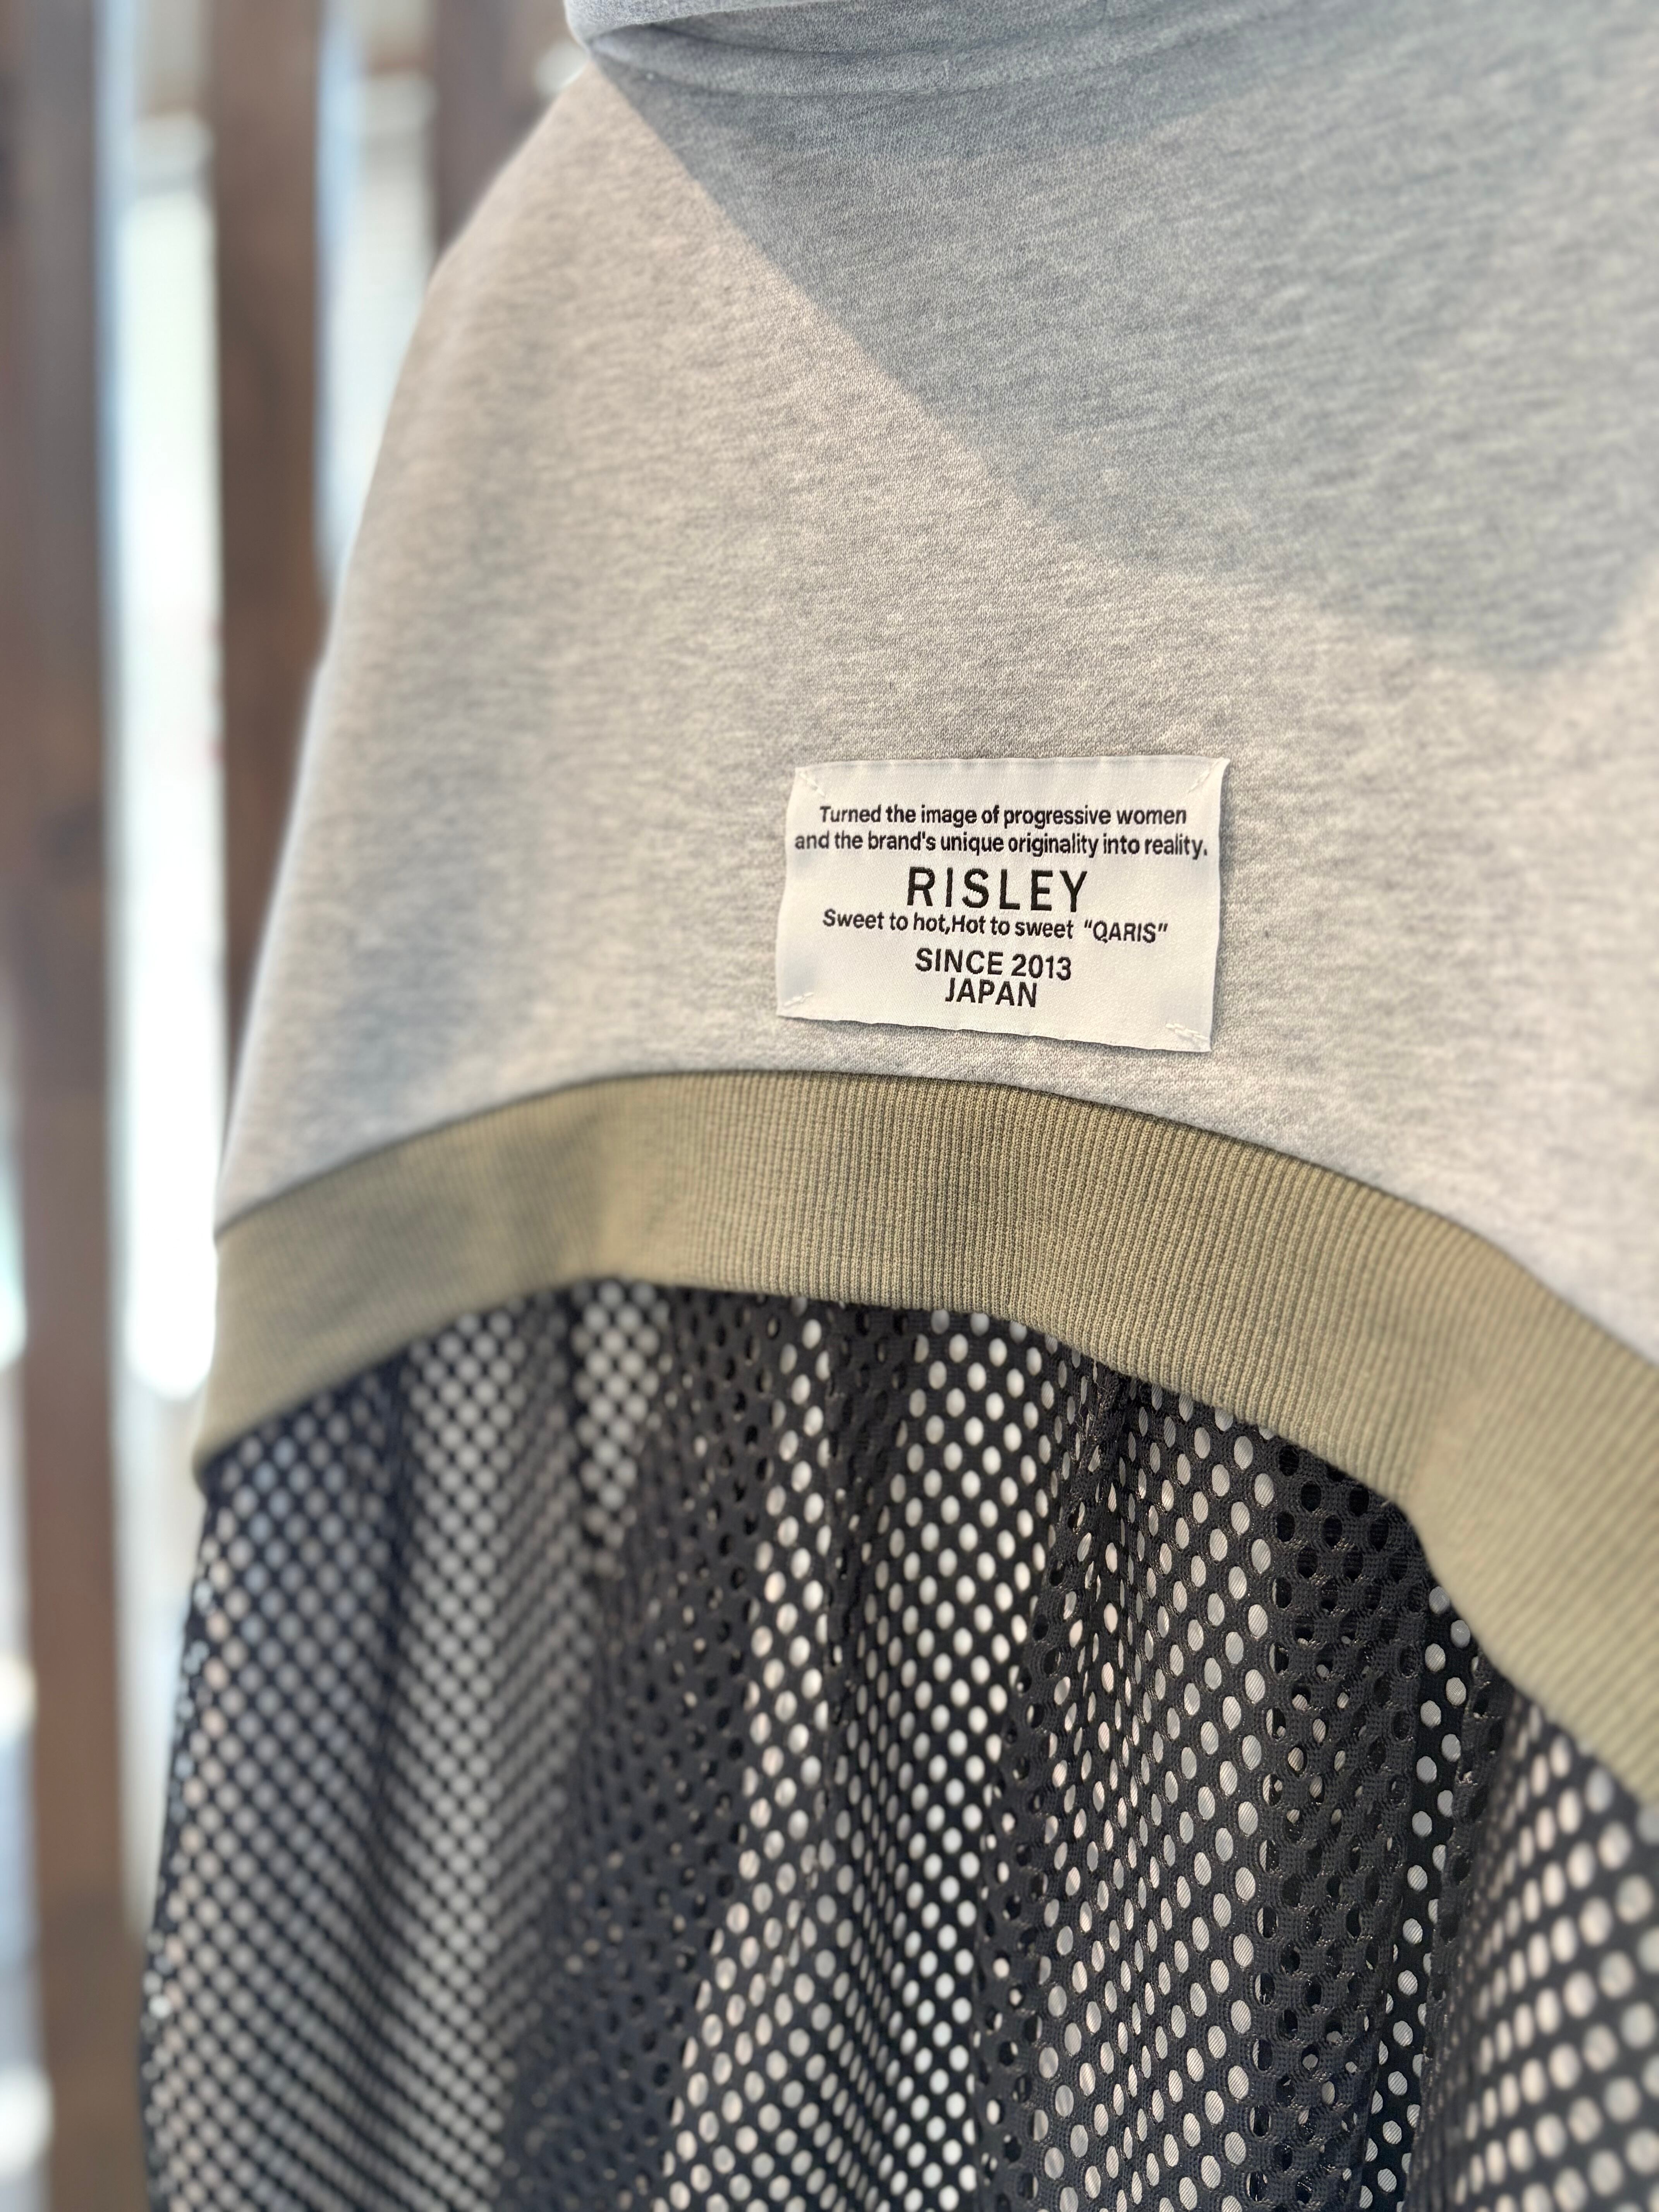 Turned the image of progressive women
and the brand's unique originality into reality.
RISLEY
Sweet to hot,Hot to sweet “QARIS”
SINCE 2013
JAPAN